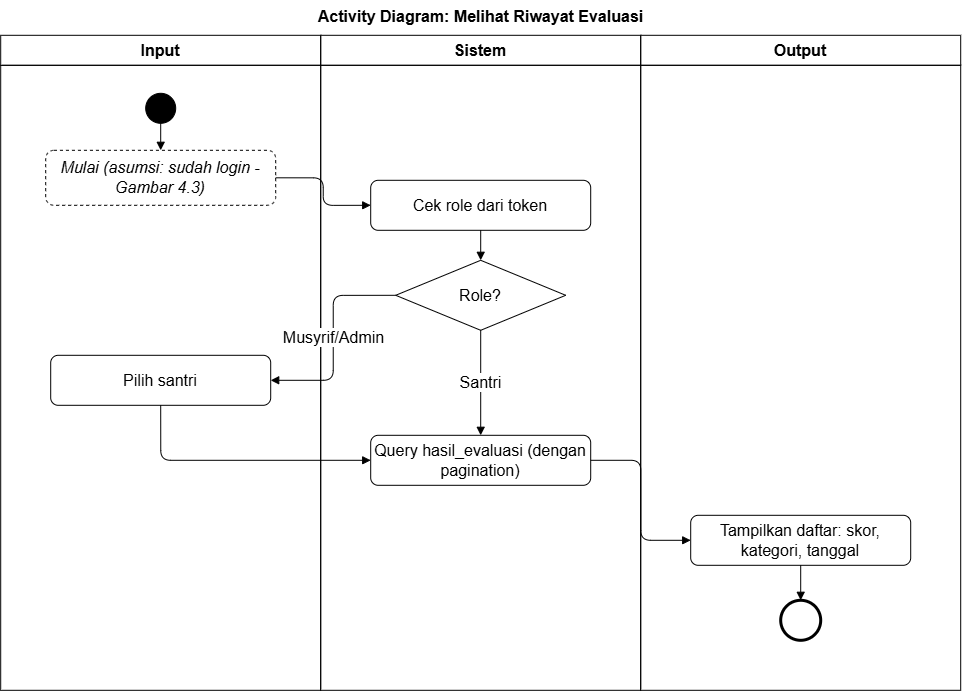 Activity Diagram: Melihat Riwayat Evaluasi
Input
Sistem
Output
Mulai (asumsi: sudah login -
Gambar 4.3)
Cek role dari token
Role?
Musyrif/Admin
Pilih santri
Santri
Query hasil_evaluasi (dengan
pagination)
Tampilkan daftar: skor,
kategori, tanggal